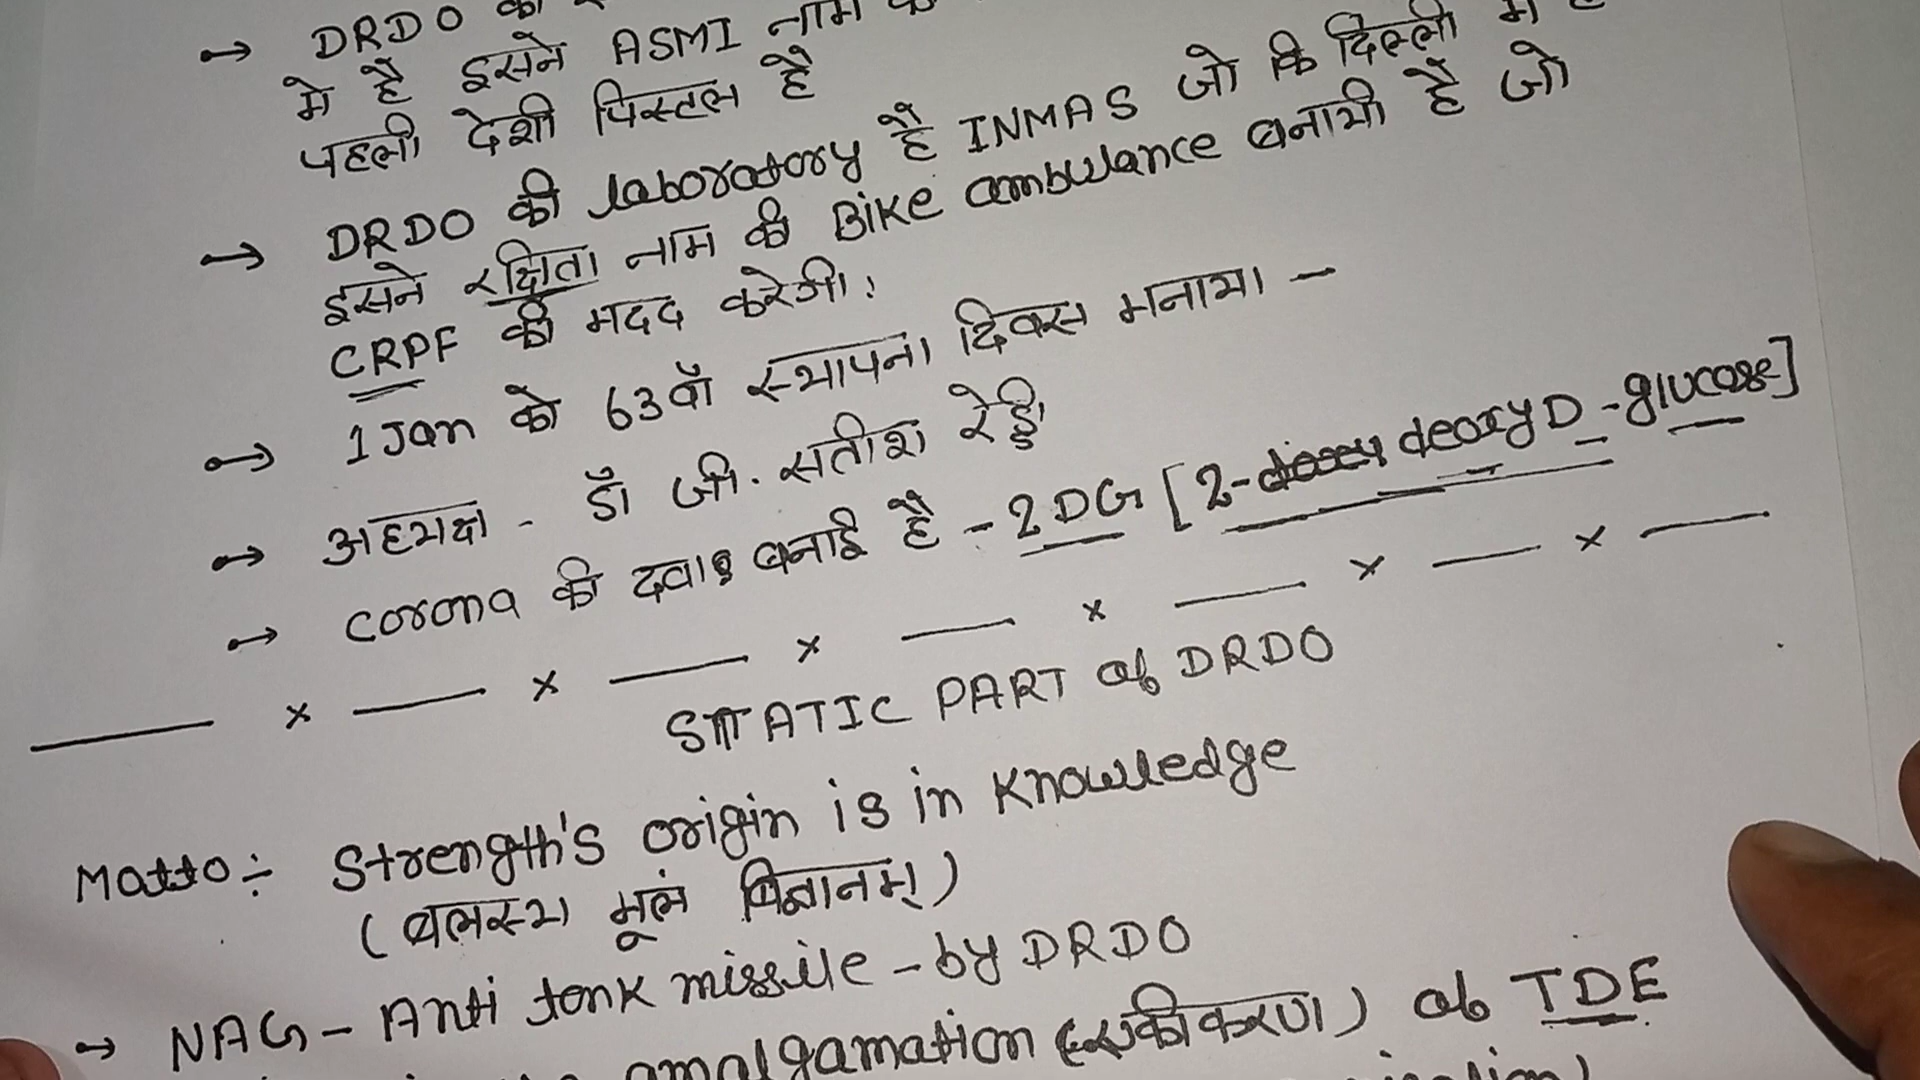 → DRDO की
मे है इसने ASMI नाम
पहली देशी पिस्टल है
→ DRDO की laboratory है INMAS जो कि दिल्ली में
इसने रक्षिता नाम की Bike ambulance बनायी है जो
CRPF की मदद करेगी।
→ 1 Jan को 63वाँ स्थापना दिवस मनाया –
→ अध्यक्ष - डॉ जी. सतीश रेड्डी
→ corona की दवाई बनाई है - 2DG [2- deoxy D - glucose]
— × — × — × — × — × — × —
STATIC PART of DRDO
Motto ÷ Strength's origin is in Knowledge
(बलस्य मूलं विज्ञानम्)
→ NAG – Anti tank missile – by DRDO
amalgamation (एकीकरण) of TDE